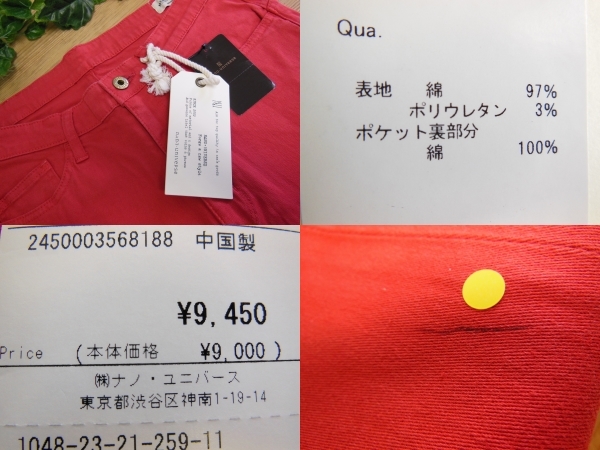 Qua.
表地 綿 97%
ポリウレタン 3%
ポケット裏部分
綿 100%
2450003568188 中国製
¥9,450
Price (本体価格 ¥9,000)
㈱ナノ・ユニバース
東京都渋谷区神南1-19-14
1048-23-21-259-11